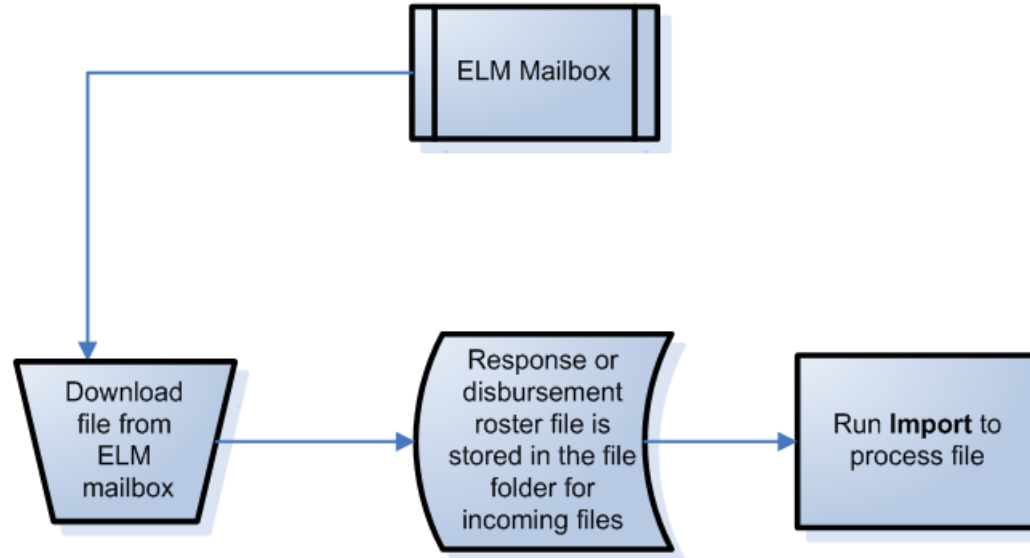 ELM Mailbox
Download
file from
ELM
mailbox
Response or
disbursement
roster file is
stored in the file
folder for
incoming files
Run Import to
process file